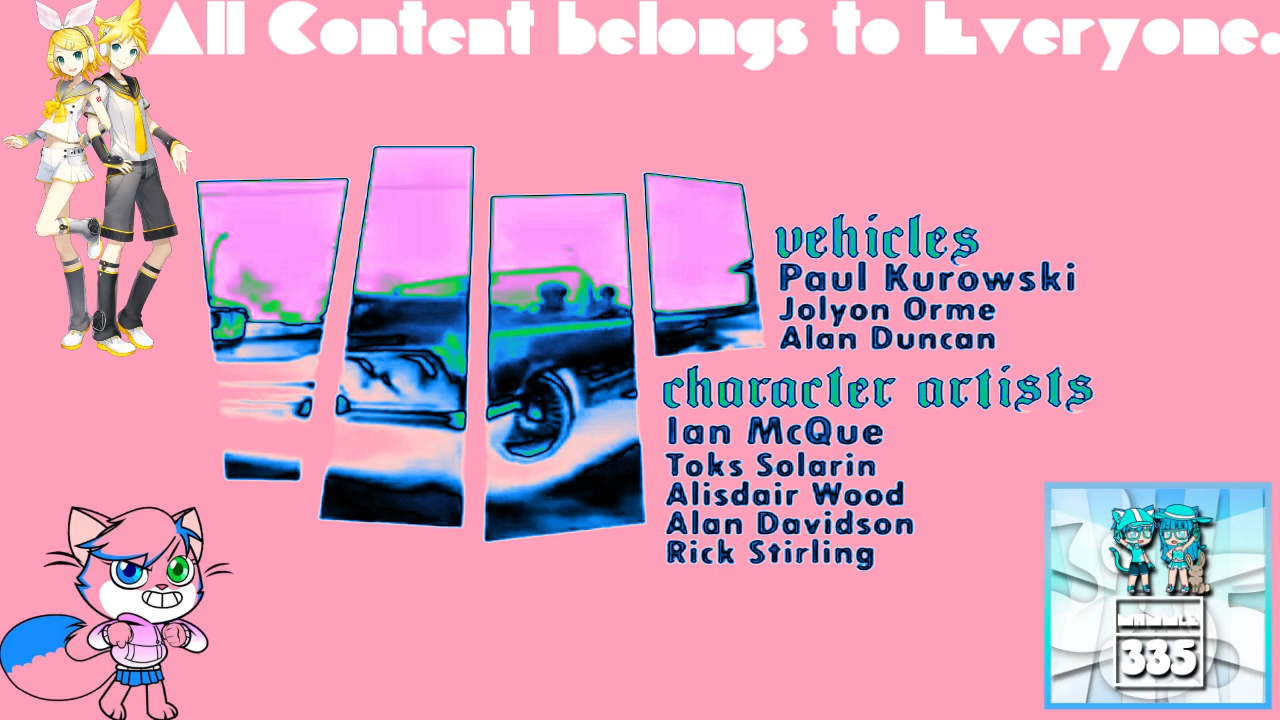 All Content belongs to Everyone.
vehicles
Paul Kurowski
Jolyon Orme
Alan Duncan
character artists
Ian McQue
Toks Solarin
Alisdair Wood
Alan Davidson
Rick Stirling
335